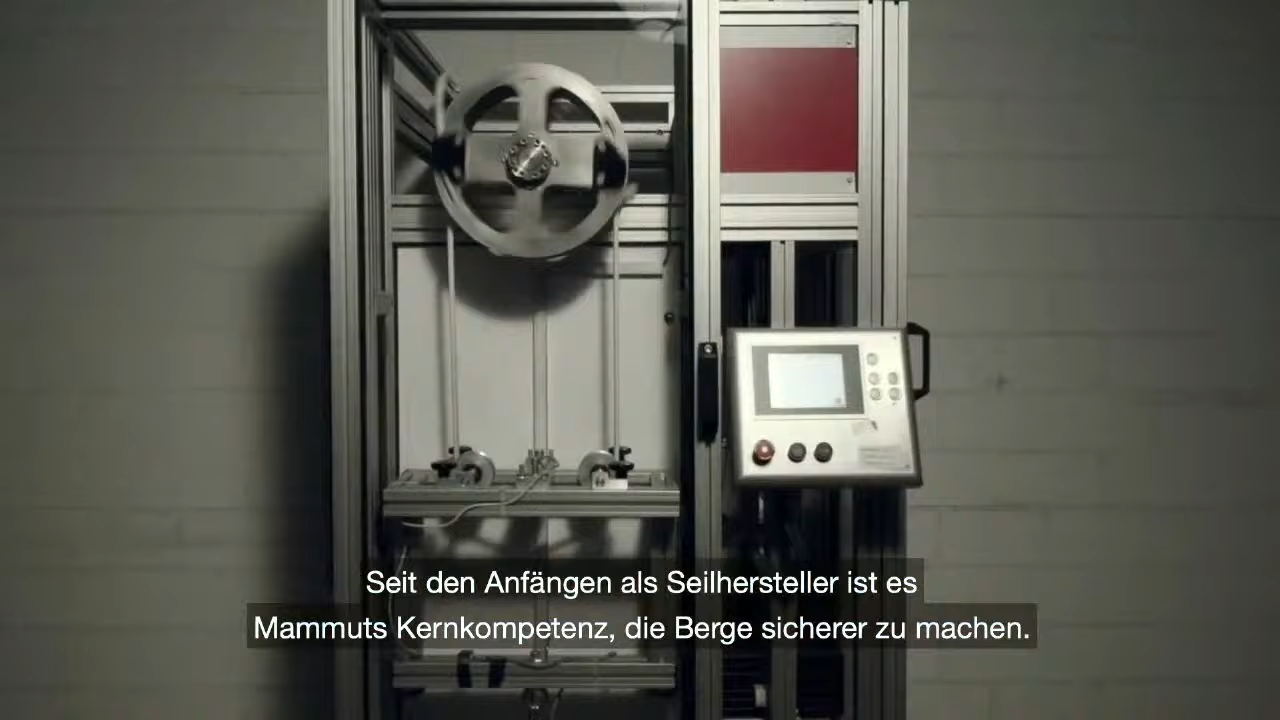 Seit den Anfängen als Seilhersteller ist es
Mammuts Kernkompetenz, die Berge sicherer zu machen.